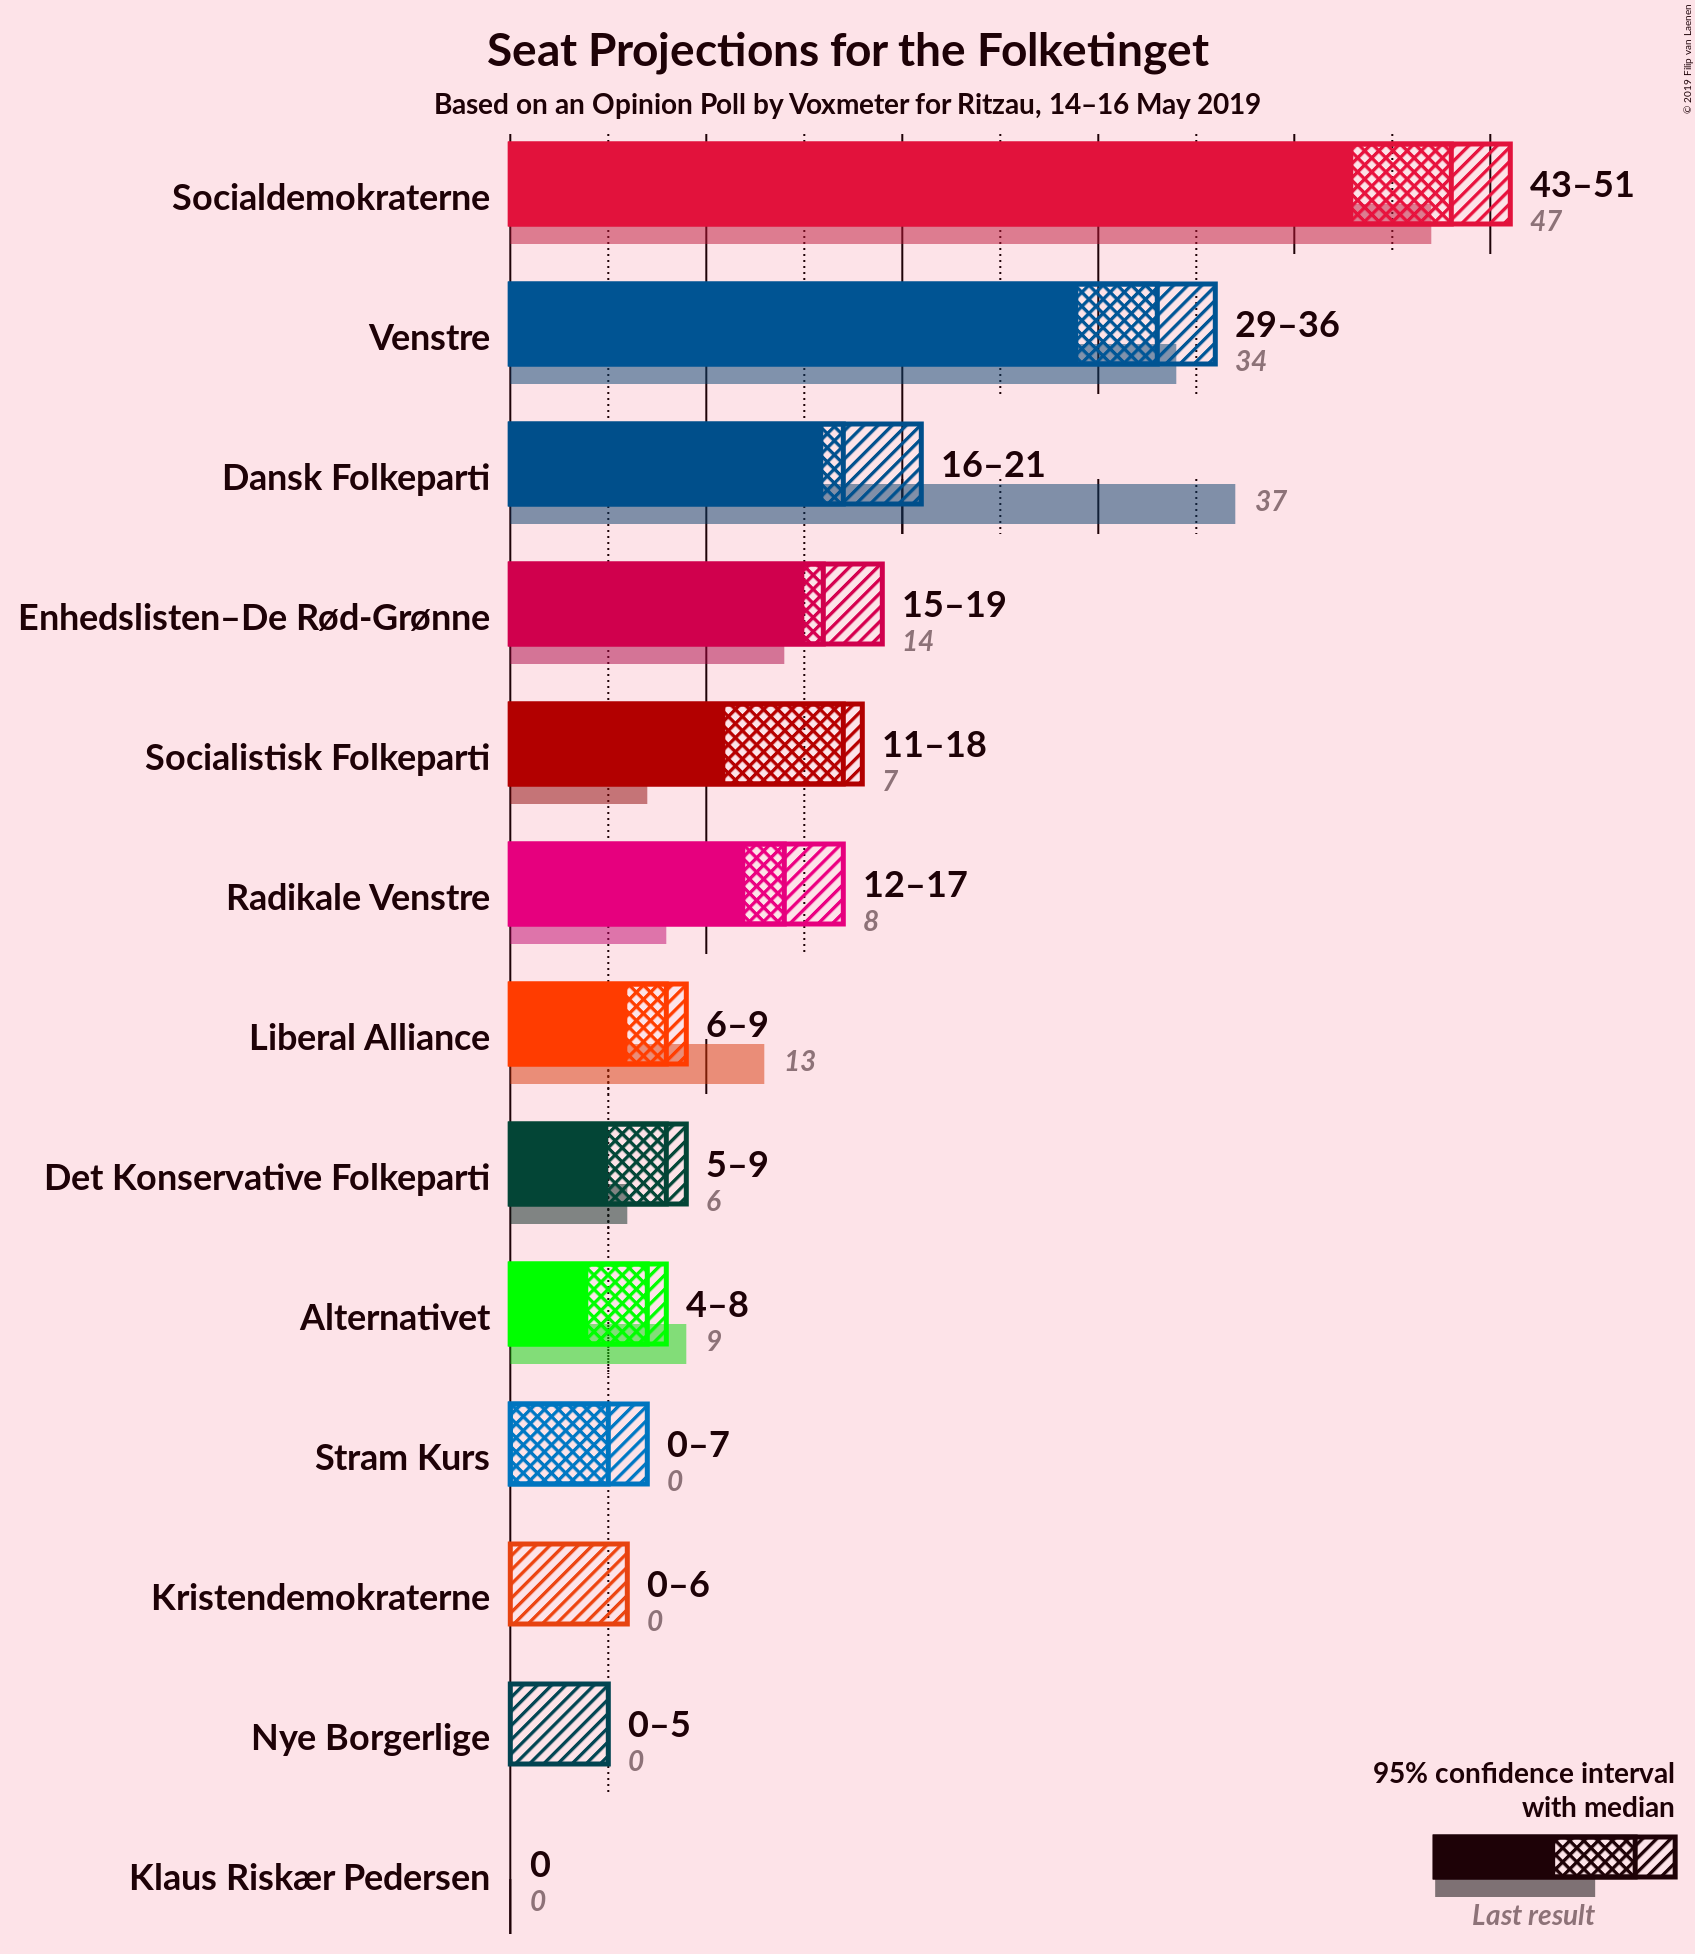 Seat Projections for the Folketinget
Based on an Opinion Poll by Voxmeter for Ritzau, 14–16 May 2019
© 2019 Filip van Laenen
Socialdemokraterne
43–51
47
Venstre
29–36
34
Dansk Folkeparti
16–21
37
Enhedslisten–De Rød-Grønne
15–19
14
Socialistisk Folkeparti
11–18
7
Radikale Venstre
12–17
8
Liberal Alliance
6–9
13
Det Konservative Folkeparti
5–9
6
Alternativet
4–8
9
Stram Kurs
0–7
0
Kristendemokraterne
0–6
0
Nye Borgerlige
0–5
0
Klaus Riskær Pedersen
0
0
95% confidence interval
with median
Last result